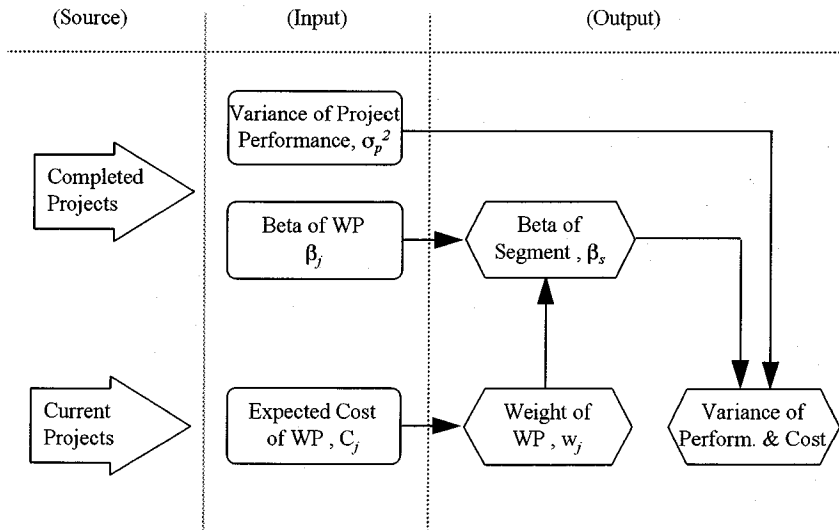 (Source)
(Input)
(Output)
Variance of Project
Performance, σp²
Completed
Projects
Beta of WP
βj
Beta of
Segment , βs
Current
Projects
Expected Cost
of WP , Cj
Weight of
WP , wj
Variance of
Perform. & Cost